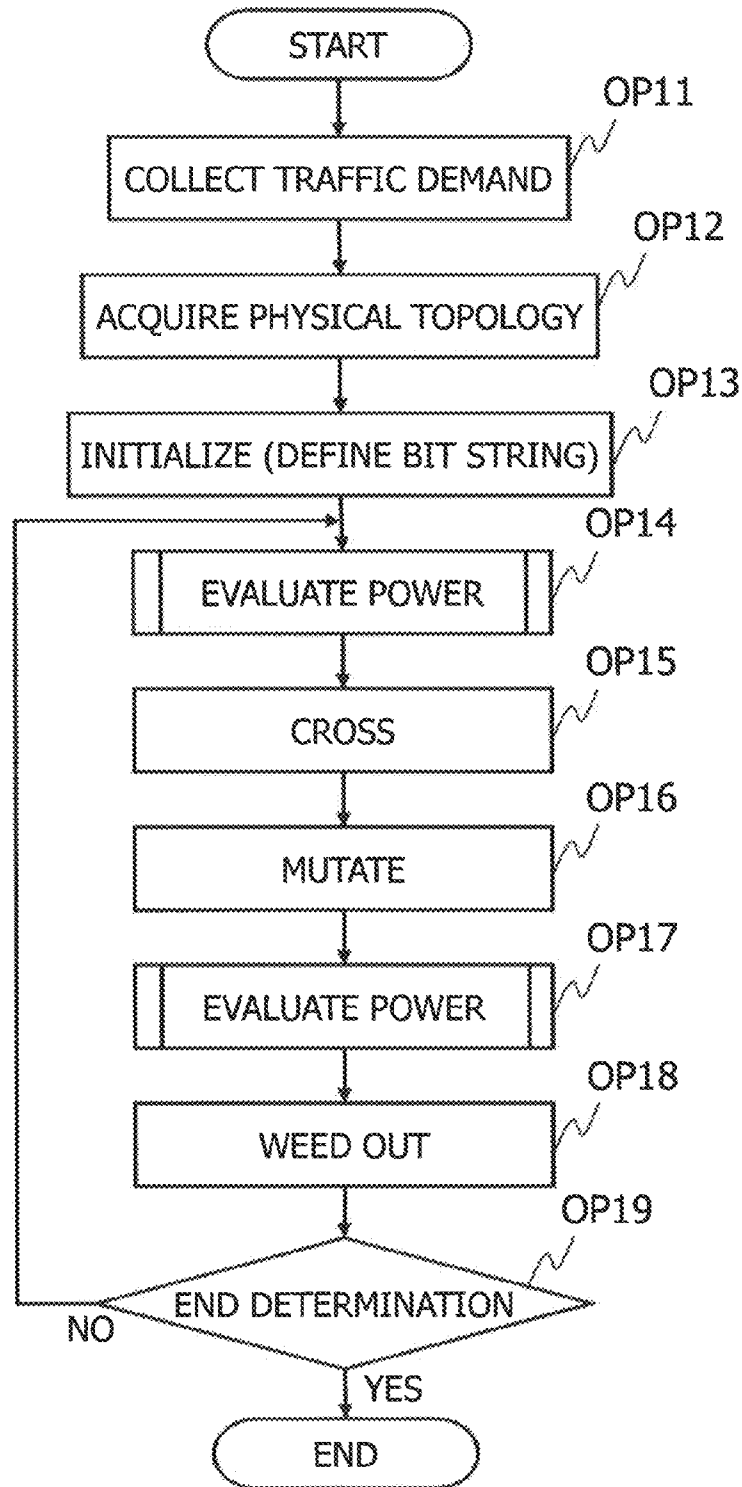 START
OP11
COLLECT TRAFFIC DEMAND
OP12
ACQUIRE PHYSICAL TOPOLOGY
OP13
INITIALIZE (DEFINE BIT STRING)
OP14
EVALUATE POWER
OP15
CROSS
OP16
MUTATE
OP17
EVALUATE POWER
OP18
WEED OUT
OP19
END DETERMINATION
NO
YES
END